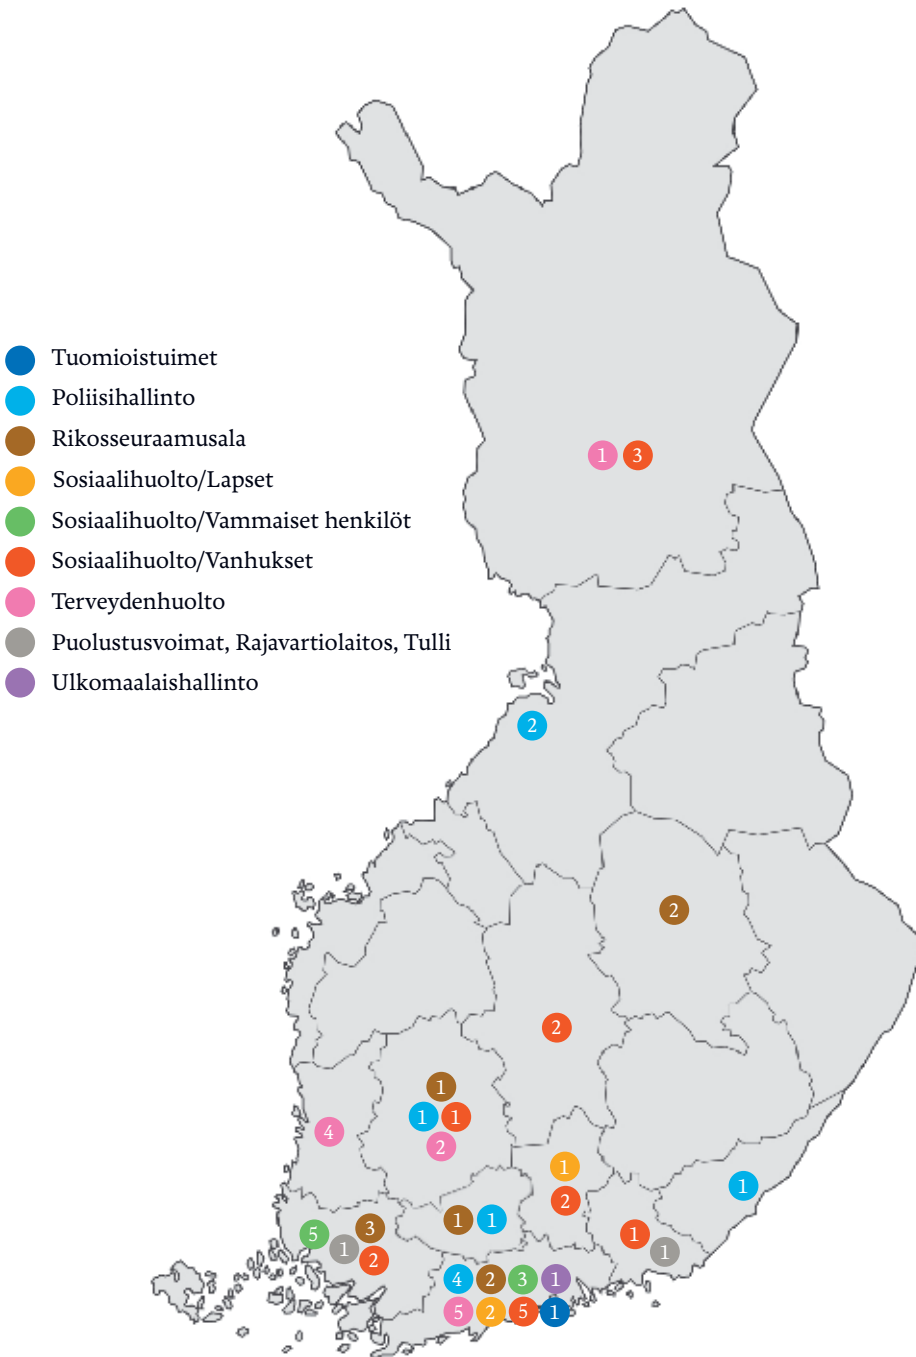 Tuomioistuimet
Poliisihallinto
Rikosseuraamusala
Sosiaalihuolto/Lapset
Sosiaalihuolto/Vammaiset henkilöt
Sosiaalihuolto/Vanhukset
Terveydenhuolto
Puolustusvoimat, Rajavartiolaitos, Tulli
Ulkomaalaishallinto
1 3
2
2
2
1
1 1
2
4
1
2
1
1 1
5 1 3
2
1
1
4 2 3 1
5 2 5 1